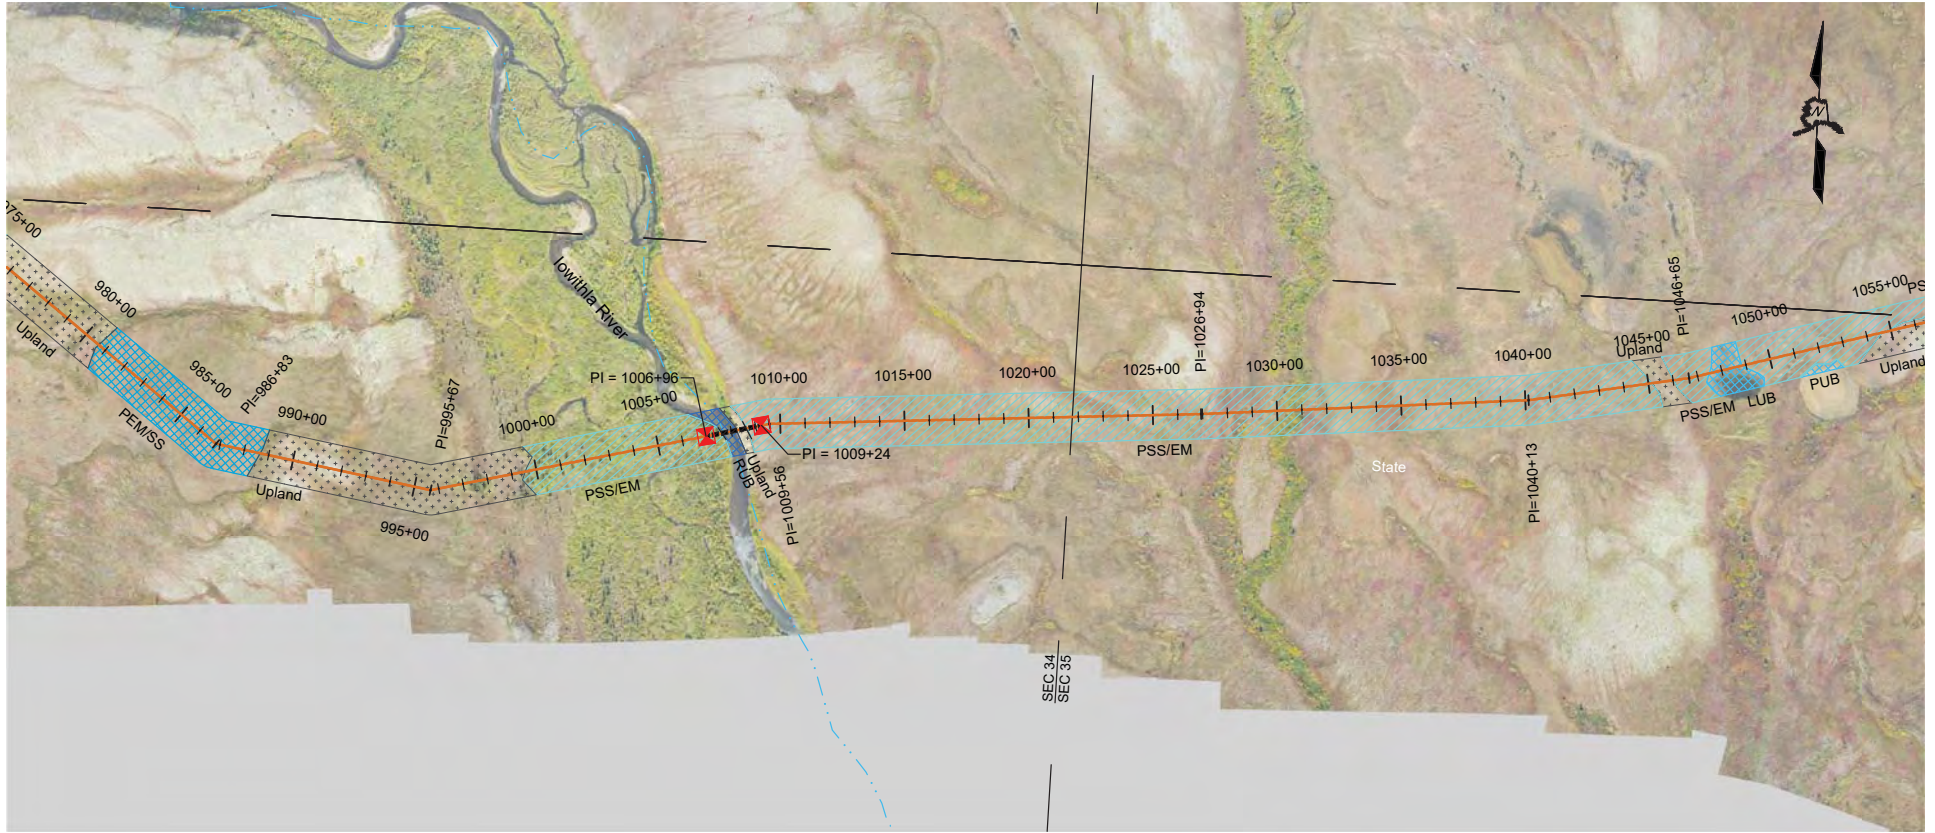 975+00
Upland
980+00
PEM/SS
985+00
PI=986+83
990+00
Upland
995+00
PI=995+67
1000+00
PSS/EM
Iowithla River
PI = 1006+96
1005+00
RUB
Upland
PI=1009+56
PI = 1009+24
1010+00
1015+00
1020+00
SEC 34
SEC 35
1025+00
PSS/EM
PI=1026+94
1030+00
1035+00
State
1040+00
PI=1040+13
1045+00
Upland
PI=1046+65
PSS/EM
LUB
1050+00
PUB
1055+00
PS
Upland
N